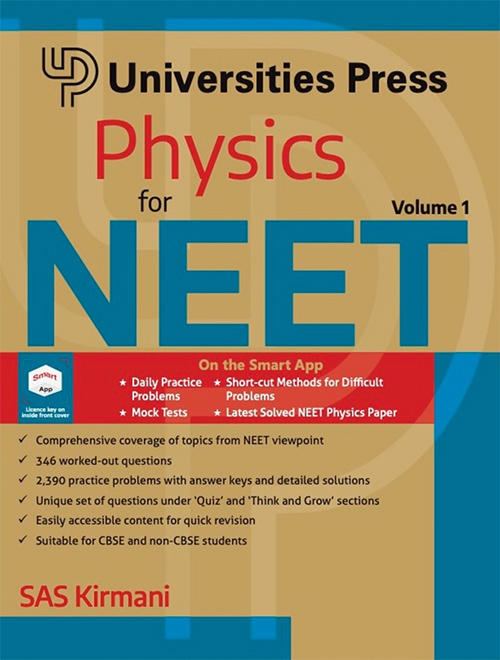 UP Universities Press
Physics
for
Volume 1
NEET
On the Smart App
★ Daily Practice Problems
★ Mock Tests
★ Short-cut Methods for Difficult Problems
★ Latest Solved NEET Physics Paper
Smart
App
Licence key on
inside front cover
✓ Comprehensive coverage of topics from NEET viewpoint
✓ 346 worked-out questions
✓ 2,390 practice problems with answer keys and detailed solutions
✓ Unique set of questions under ‘Quiz’ and ‘Think and Grow’ sections
✓ Easily accessible content for quick revision
✓ Suitable for CBSE and non-CBSE students
SAS Kirmani